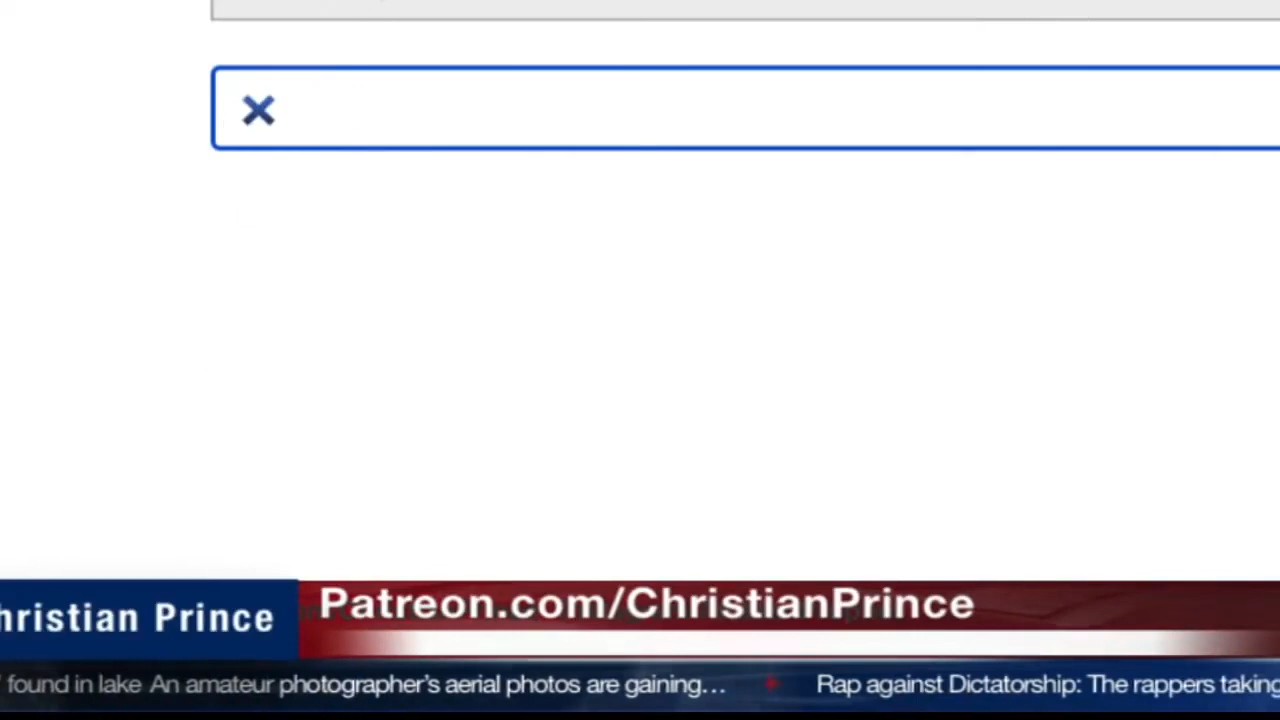 hristian Prince
Patreon.com/ChristianPrince
found in lake An amateur photographer's aerial photos are gaining… Rap against Dictatorship: The rappers taking